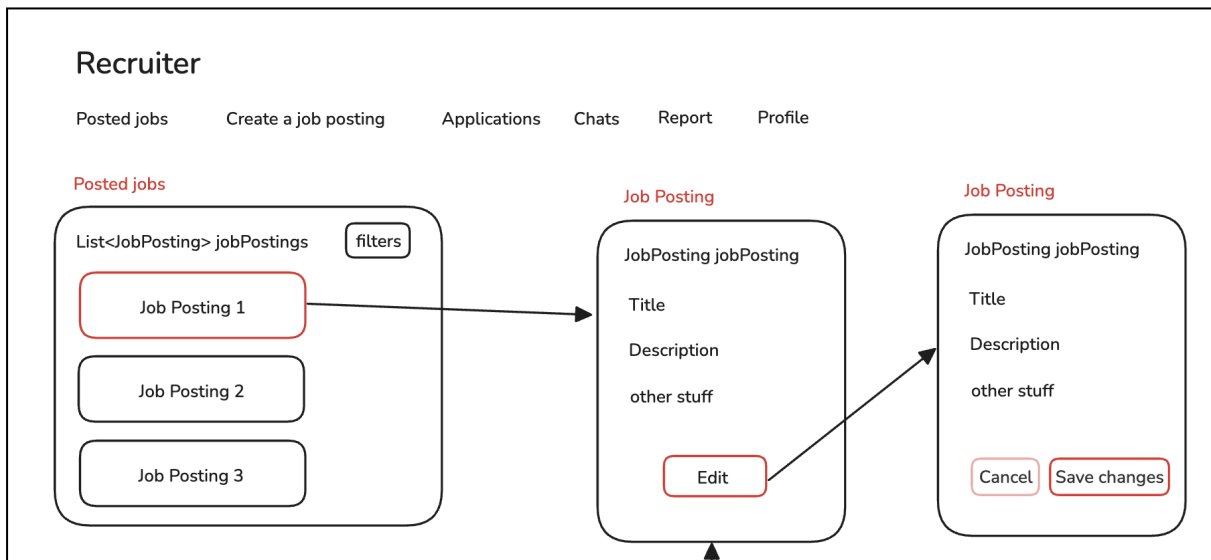 Recruiter
Posted jobs Create a job posting Applications Chats Report Profile
Posted jobs
List<JobPosting> jobPostings filters
Job Posting 1
Job Posting 2
Job Posting 3
Job Posting
JobPosting jobPosting
Title
Description
other stuff
Edit
Job Posting
JobPosting jobPosting
Title
Description
other stuff
Cancel Save changes